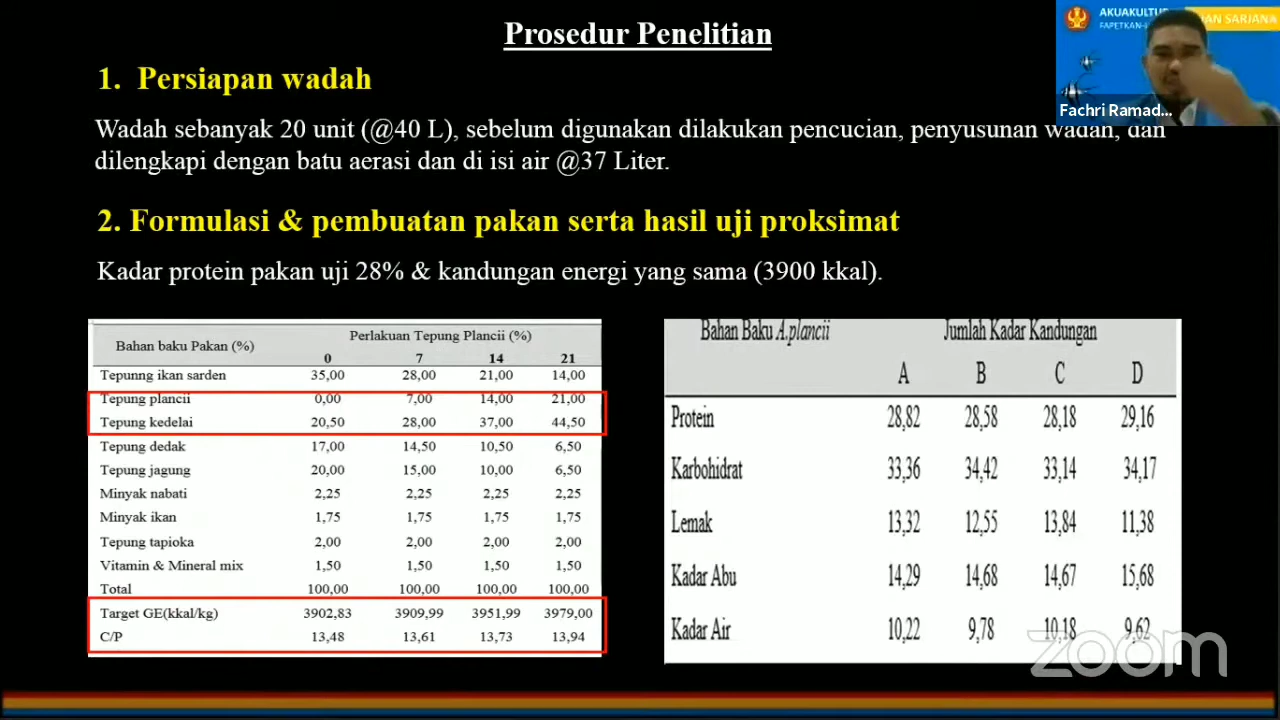 Prosedur Penelitian
AKUAKULTUR
FAPETKAN-
AN SARJANA
Fachri Ramad...
1. Persiapan wadah
Wadah sebanyak 20 unit (@40 L), sebelum digunakan dilakukan pencucian, penyusunan wadah, dan
dilengkapi dengan batu aerasi dan di isi air @37 Liter.
2. Formulasi & pembuatan pakan serta hasil uji proksimat
Kadar protein pakan uji 28% & kandungan energi yang sama (3900 kkal).
Bahan baku Pakan (%) Perlakuan Tepung Plancii (%)
0 7 14 21
Tepunng ikan sarden 35,00 28,00 21,00 14,00
Tepung plancii 0,00 7,00 14,00 21,00
Tepung kedelai 20,50 28,00 37,00 44,50
Tepung dedak 17,00 14,50 10,50 6,50
Tepung jagung 20,00 15,00 10,00 6,50
Minyak nabati 2,25 2,25 2,25 2,25
Minyak ikan 1,75 1,75 1,75 1,75
Tepung tapioka 2,00 2,00 2,00 2,00
Vitamin & Mineral mix 1,50 1,50 1,50 1,50
Total 100,00 100,00 100,00 100,00
Target GE(kkal/kg) 3902,83 3909,99 3951,99 3979,00
C/P 13,48 13,61 13,73 13,94
Bahan Baku A.plancii Jumlah Kadar Kandungan
A B C D
Protein 28,82 28,58 28,18 29,16
Karbohidrat 33,36 34,42 33,14 34,17
Lemak 13,32 12,55 13,84 11,38
Kadar Abu 14,29 14,68 14,67 15,68
Kadar Air 10,22 9,78 10,18 9,62
zoom